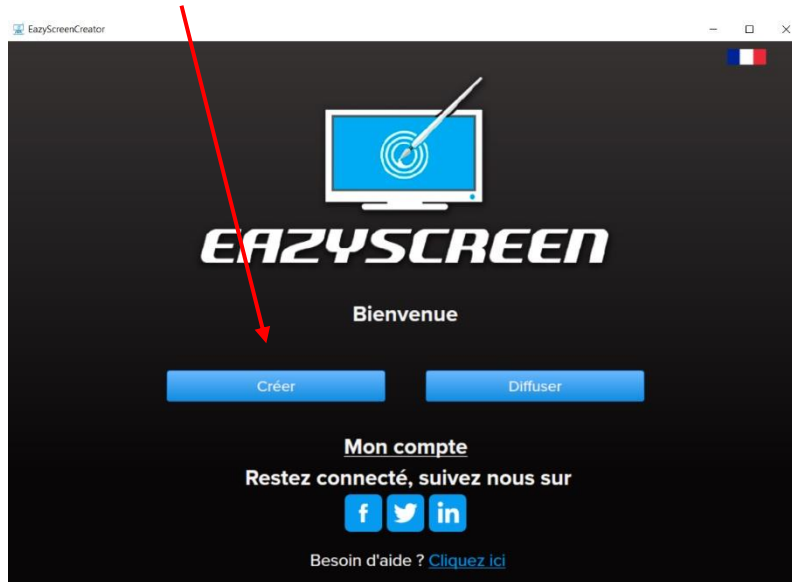 EazyScreenCreator
EAZYSCREEN
Bienvenue
Créer Diffuser
Mon compte
Restez connecté, suivez nous sur
f in
Besoin d'aide ? Cliquez ici